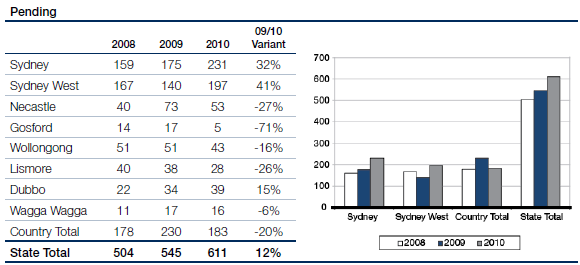 Pending
09/10
2008 2009 2010 Variant
Sydney 159 175 231 32%
Sydney West 167 140 197 41%
Necastle 40 73 53 -27%
Gosford 14 17 5 -71%
Wollongong 51 51 43 -16%
Lismore 40 38 28 -26%
Dubbo 22 34 39 15%
Wagga Wagga 11 17 16 -6%
Country Total 178 230 183 -20%
State Total 504 545 611 12%
700
600
500
400
300
200
100
0
Sydney Sydney West Country Total State Total
2008 2009 2010